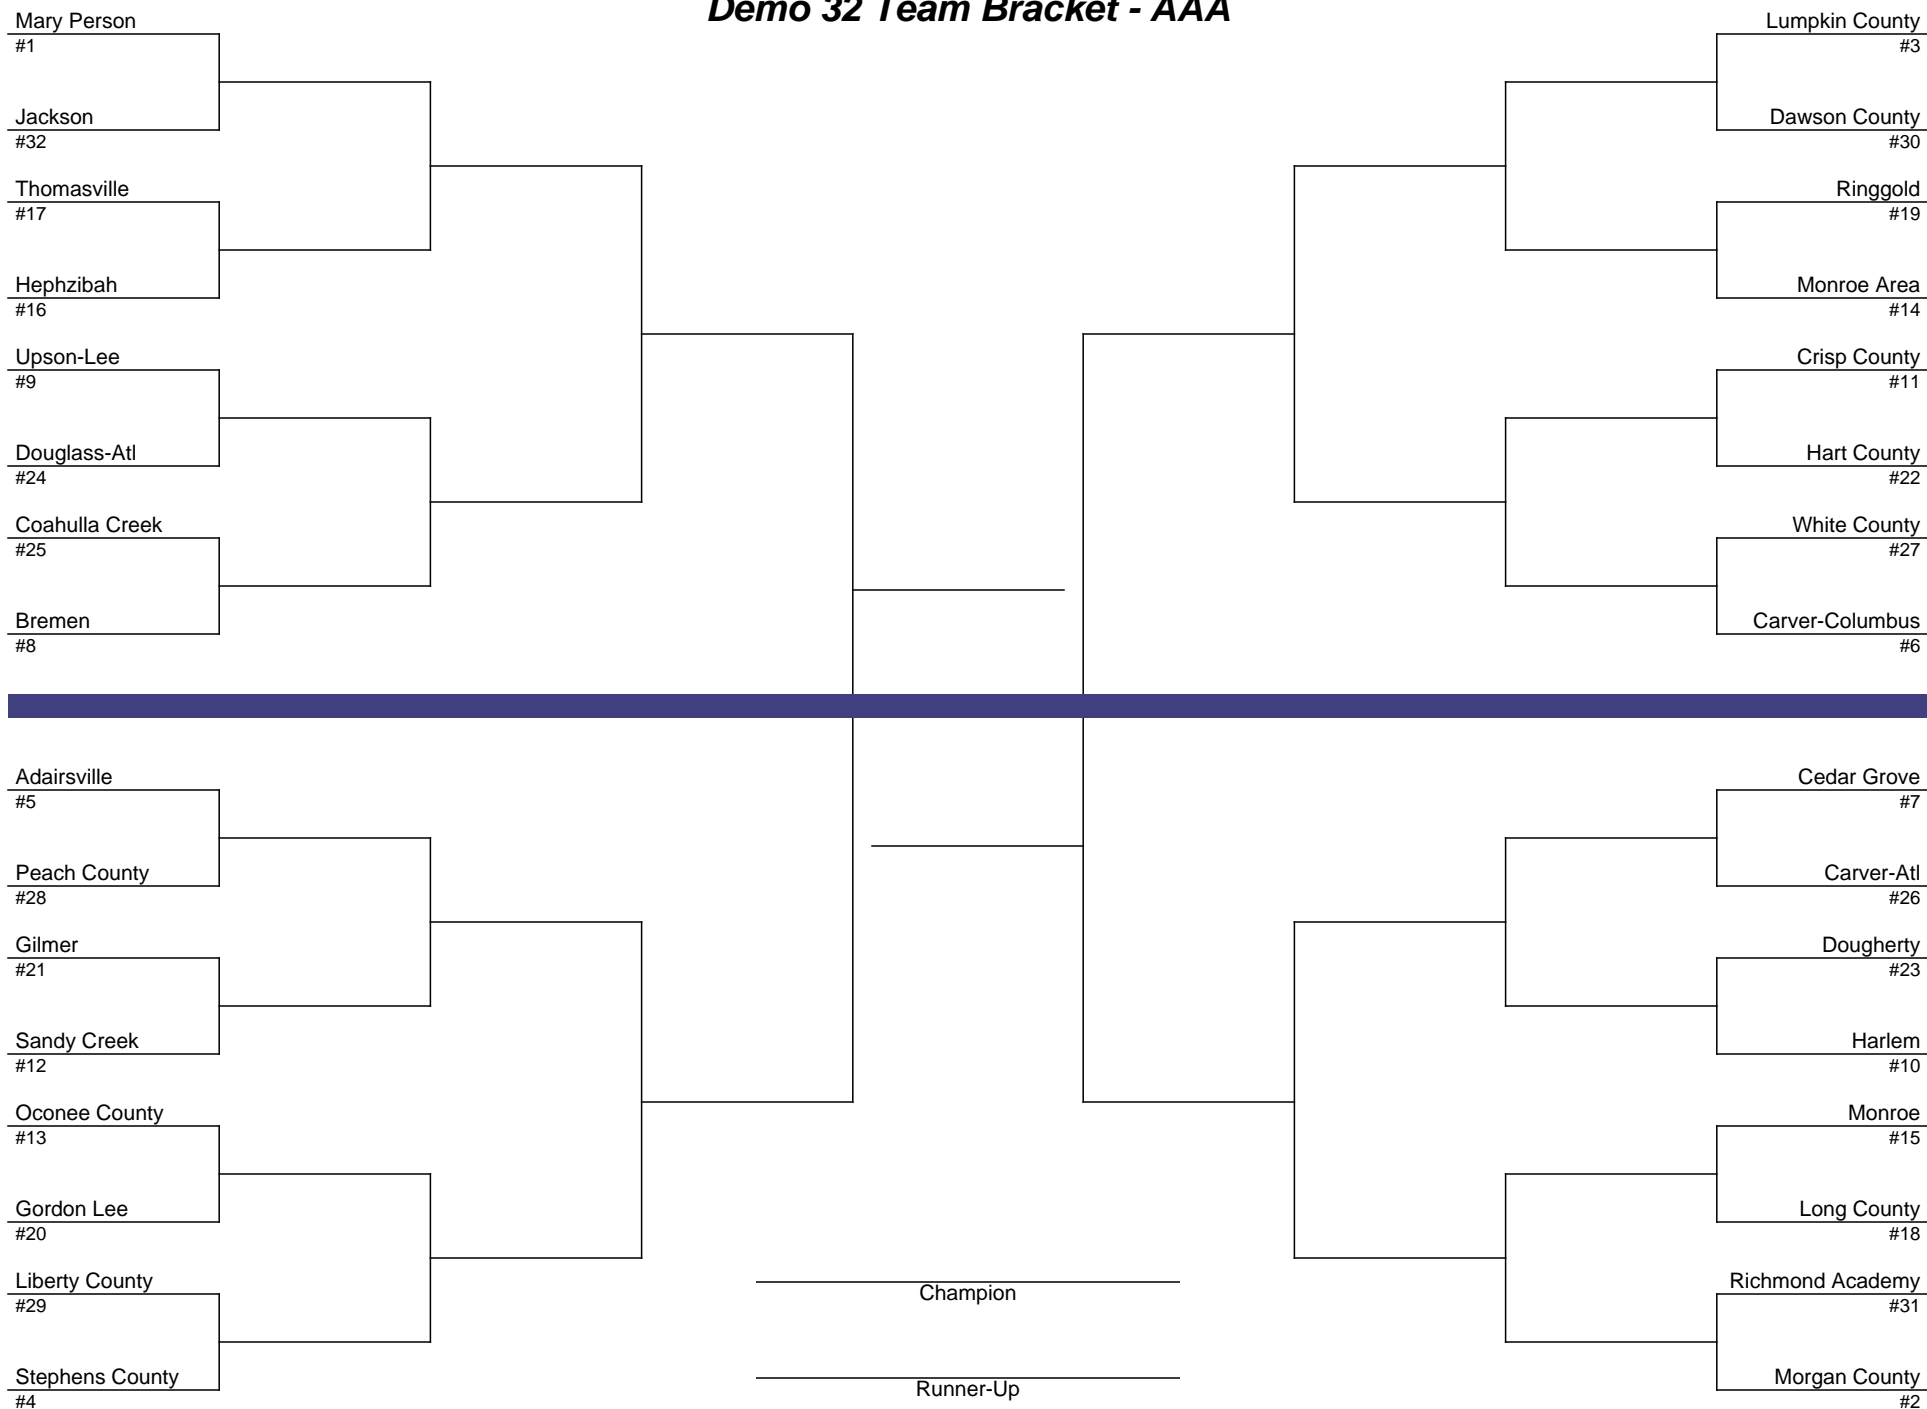 Demo 32 Team Bracket - AAA
Mary Person
#1
Jackson
#32
Thomasville
#17
Hephzibah
#16
Upson-Lee
#9
Douglass-Atl
#24
Coahulla Creek
#25
Bremen
#8
Adairsville
#5
Peach County
#28
Gilmer
#21
Sandy Creek
#12
Oconee County
#13
Gordon Lee
#20
Liberty County
#29
Stephens County
#4
Lumpkin County
#3
Dawson County
#30
Ringgold
#19
Monroe Area
#14
Crisp County
#11
Hart County
#22
White County
#27
Carver-Columbus
#6
Cedar Grove
#7
Carver-Atl
#26
Dougherty
#23
Harlem
#10
Monroe
#15
Long County
#18
Richmond Academy
#31
Morgan County
#2
Champion
Runner-Up